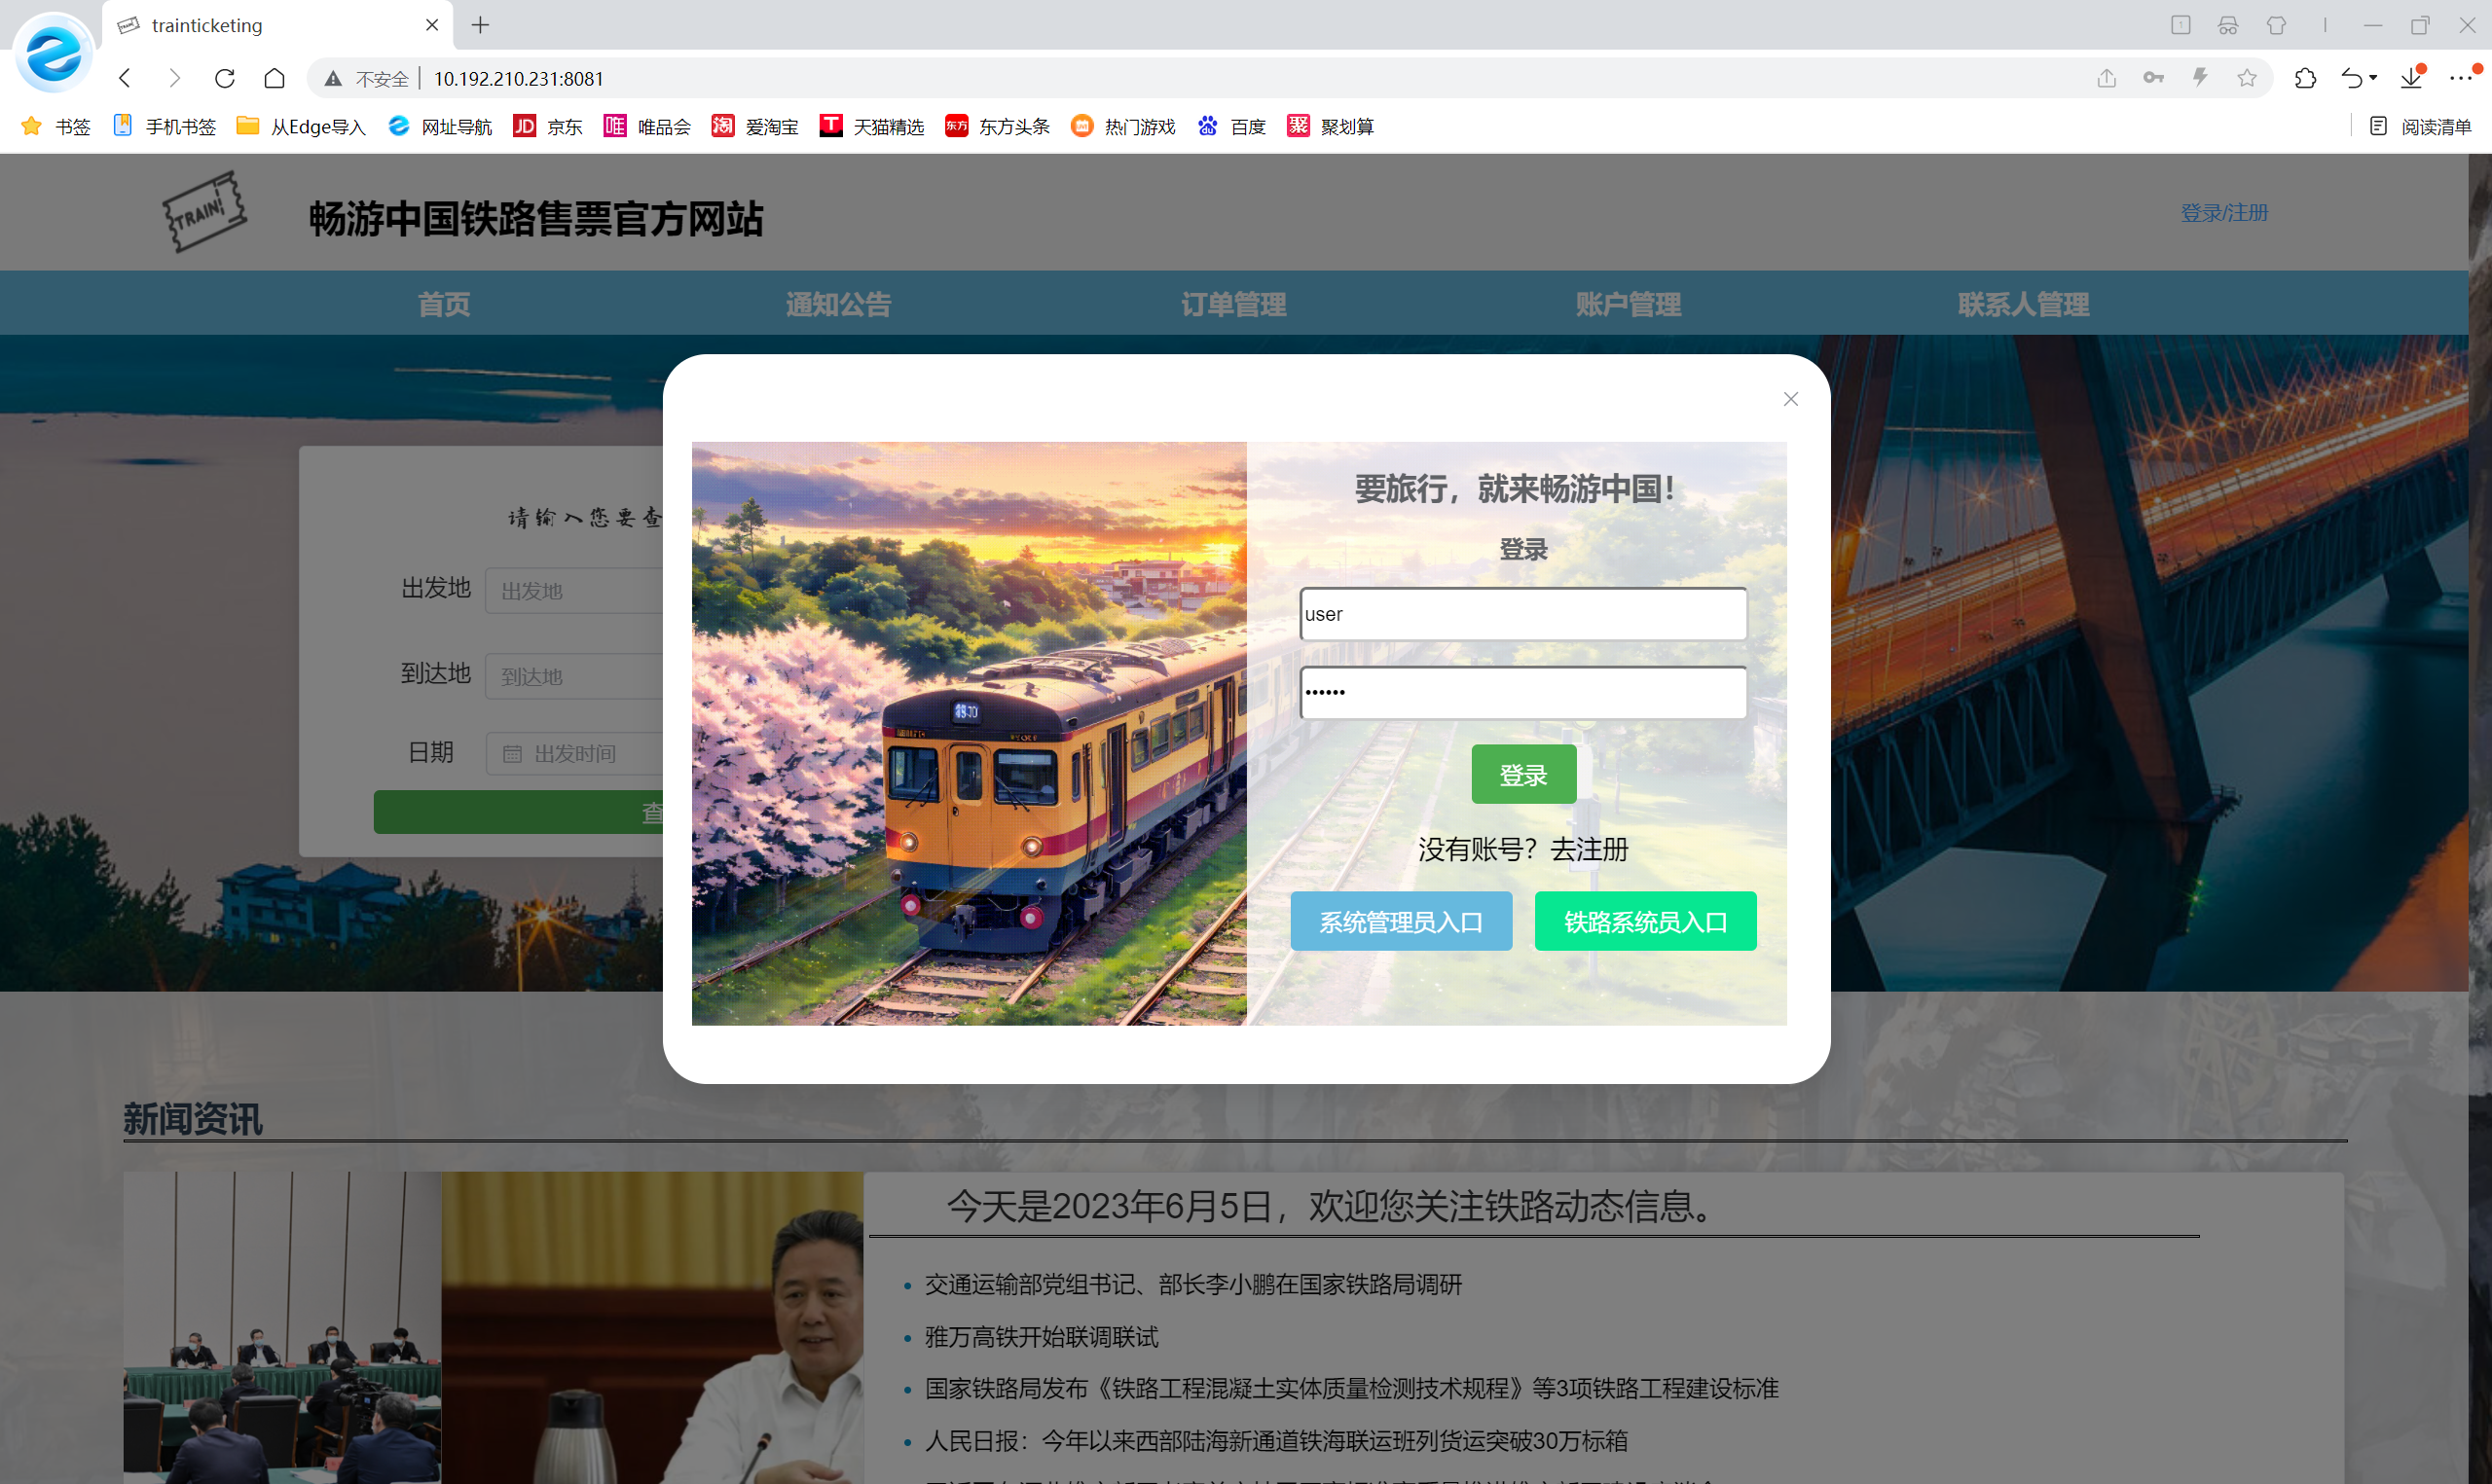 trainticketing
不安全 10.192.210.231:8081
书签 手机书签 从Edge导入 网址导航 JD 京东 唯 唯品会 淘 爱淘宝 T 天猫精选 东方 东方头条 热门游戏 百度 聚 聚划算 阅读清单
TRAIN
畅游中国铁路售票官方网站
登录/注册
首页 通知公告 订单管理 账户管理 联系人管理
请输入您要查
出发地 出发地
到达地 到达地
日期 出发时间
查
要旅行，就来畅游中国！
登录
user
••••••
登录
没有账号？去注册
系统管理员入口 铁路系统员入口
新闻资讯
今天是2023年6月5日，欢迎您关注铁路动态信息。
交通运输部党组书记、部长李小鹏在国家铁路局调研
雅万高铁开始联调联试
国家铁路局发布《铁路工程混凝土实体质量检测技术规程》等3项铁路工程建设标准
人民日报：今年以来西部陆海新通道铁海联运班列货运突破30万标箱